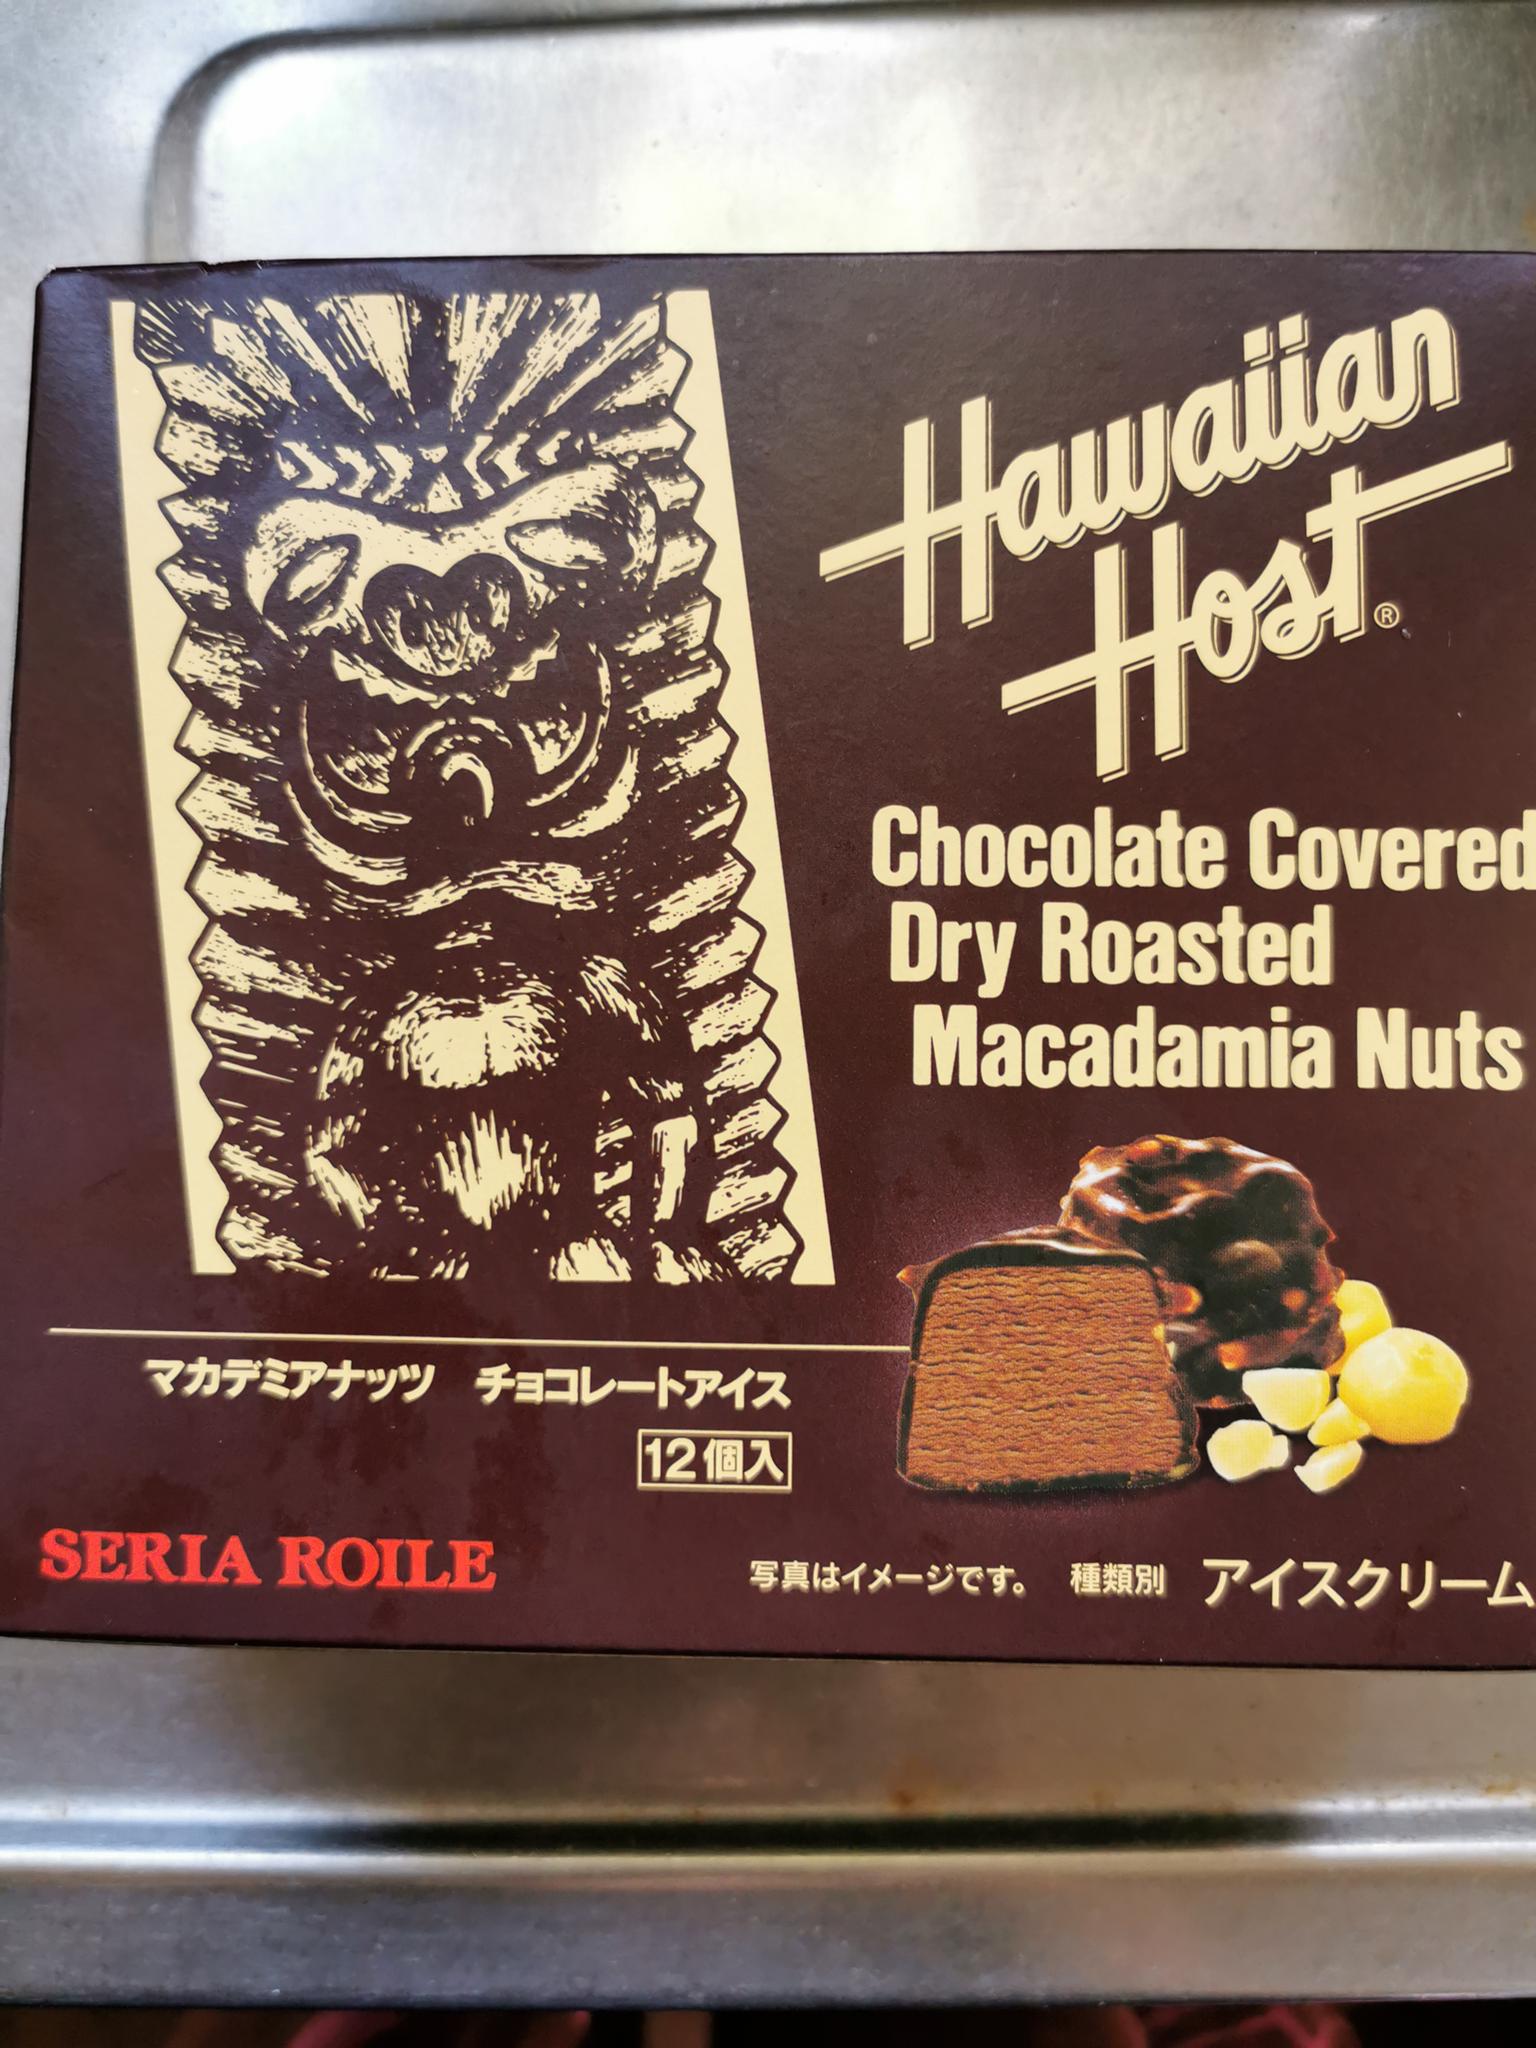 Hawaiian
Host®
Chocolate Covered
Dry Roasted
Macadamia Nuts
マカデミアナッツ チョコレートアイス
12個入
SERIA ROILE
写真はイメージです。 種類別 アイスクリーム